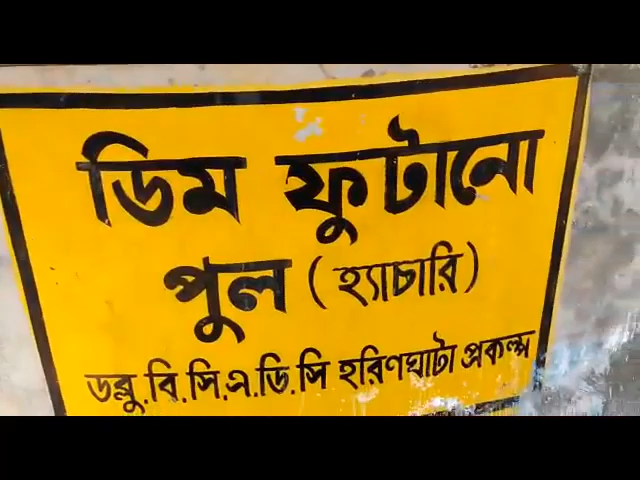 ডিম ফুটানো
পুল (হ্যাচারি)
ডব্লু.বি.সি.এ.ডি.সি হরিণঘাটা প্রকল্প